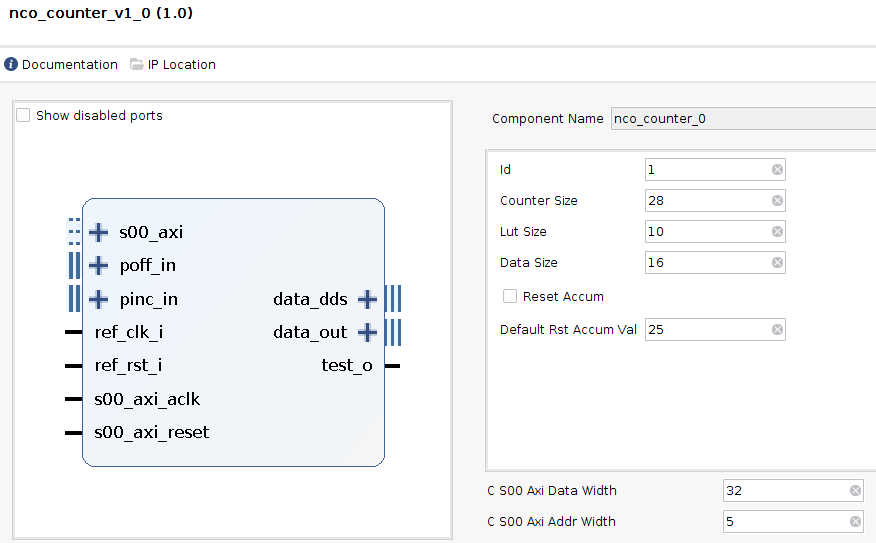 nco_counter_v1_0 (1.0)
Documentation IP Location
Show disabled ports
s00_axi
poff_in
pinc_in
ref_clk_i
ref_rst_i
s00_axi_aclk
s00_axi_reset
data_dds
data_out
test_o
Component Name nco_counter_0
Id 1
Counter Size 28
Lut Size 10
Data Size 16
Reset Accum
Default Rst Accum Val 25
C S00 Axi Data Width 32
C S00 Axi Addr Width 5